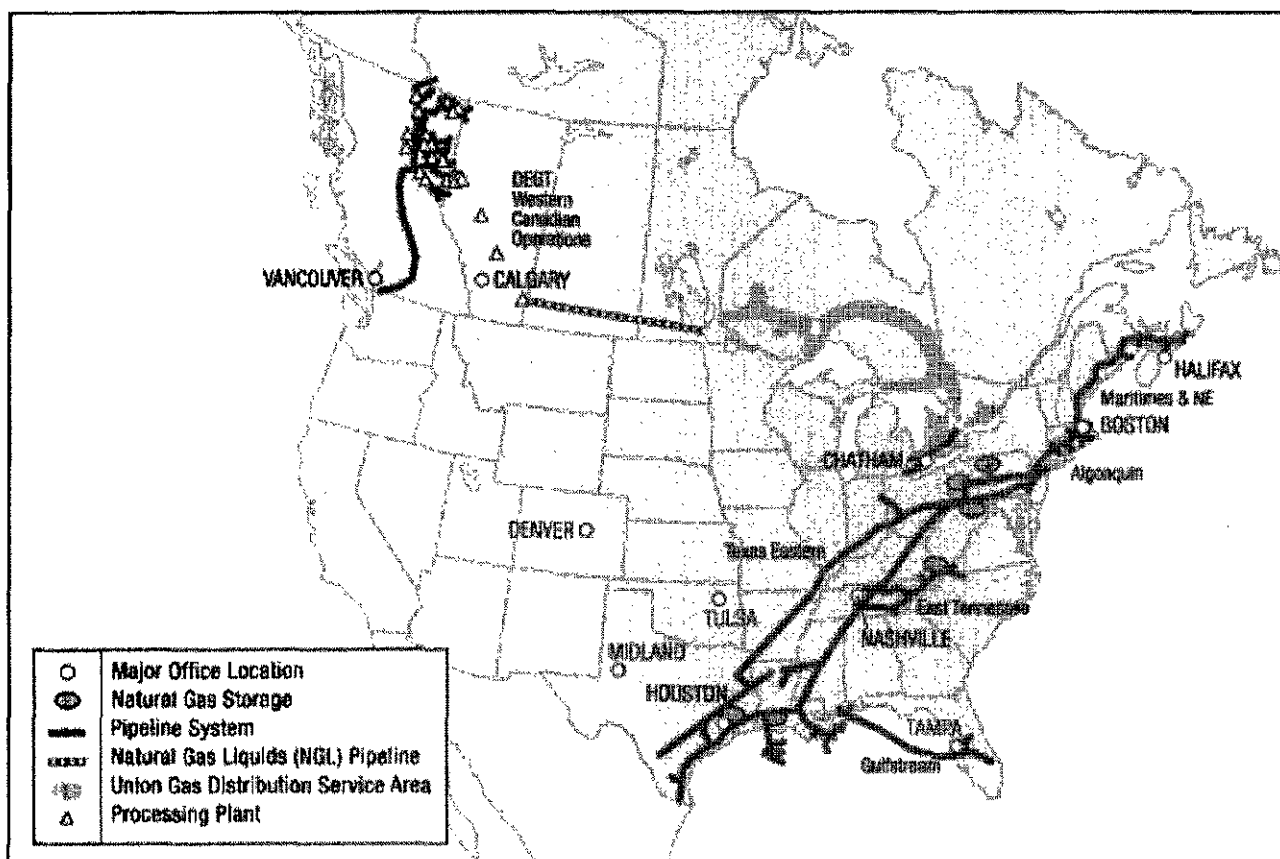 DEGT
Western
Canadian
Operations
VANCOUVER
CALGARY
HALIFAX
Maritimes & NE
BOSTON
CHATHAM
Algonquin
DENVER
Texas Eastern
TULSA
East Tennessee
NASHVILLE
MIDLAND
HOUSTON
TAMPA
Gulfstream
Major Office Location
Natural Gas Storage
Pipeline System
Natural Gas Liquids (NGL) Pipeline
Union Gas Distribution Service Area
Processing Plant